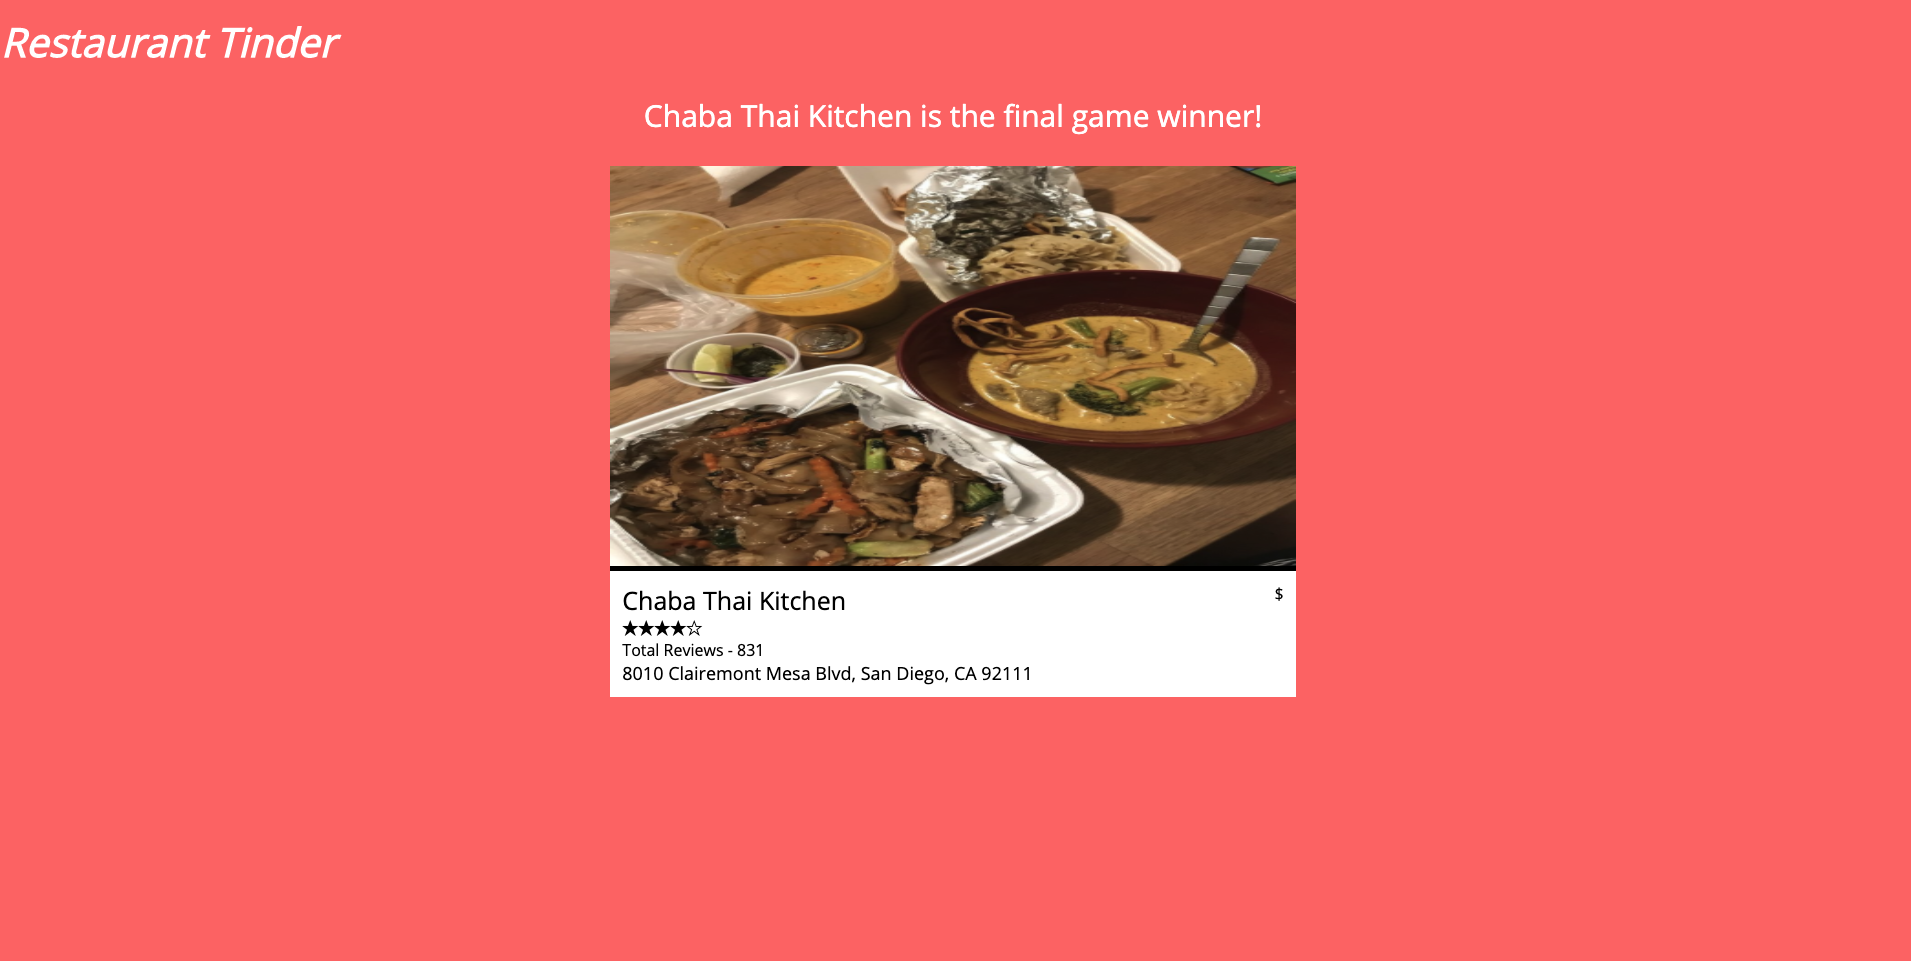 Restaurant Tinder
Chaba Thai Kitchen is the final game winner!
Chaba Thai Kitchen
$
★★★★☆
Total Reviews - 831
8010 Clairemont Mesa Blvd, San Diego, CA 92111